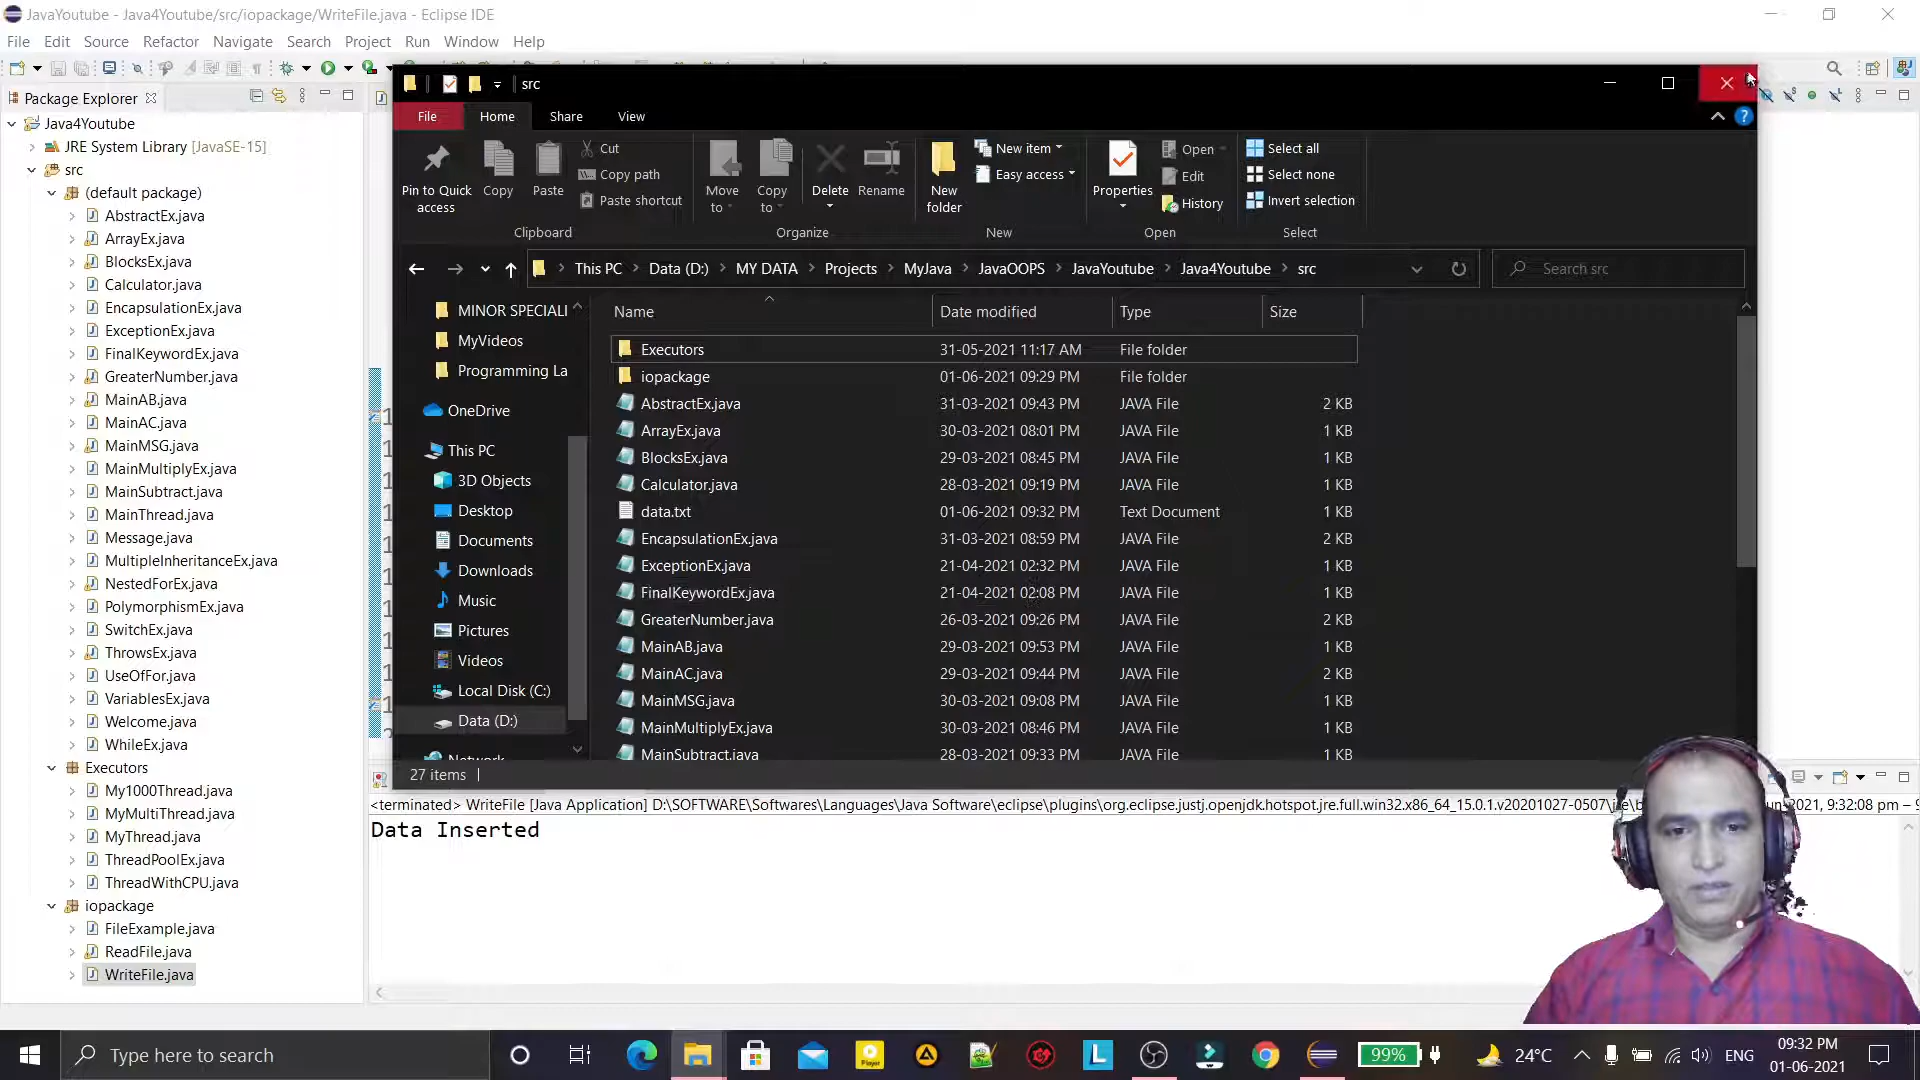 JavaYoutube - Java4Youtube/src/iopackage/WriteFile.java - Eclipse IDE
File Edit Source Refactor Navigate Search Project Run Window Help
Package Explorer
Java4Youtube
JRE System Library [JavaSE-15]
src
(default package)
AbstractEx.java
ArrayEx.java
BlocksEx.java
Calculator.java
EncapsulationEx.java
ExceptionEx.java
FinalKeywordEx.java
GreaterNumber.java
MainAB.java
MainAC.java
MainMSG.java
MainMultiplyEx.java
MainSubtract.java
MainThread.java
Message.java
MultipleInheritanceEx.java
NestedForEx.java
PolymorphismEx.java
SwitchEx.java
ThrowsEx.java
UseOfFor.java
VariablesEx.java
Welcome.java
WhileEx.java
Executors
My1000Thread.java
MyMultiThread.java
MyThread.java
ThreadPoolEx.java
ThreadWithCPU.java
iopackage
FileExample.java
ReadFile.java
WriteFile.java
src
File Home Share View
Pin to Quick access
Copy
Paste
Cut
Copy path
Paste shortcut
Clipboard
Move to
Copy to
Delete
Rename
Organize
New folder
New item
Easy access
New
Properties
Open
Edit
History
Open
Select all
Select none
Invert selection
Select
This PC Data (D:) MY DATA Projects MyJava JavaOOPS JavaYoutube Java4Youtube src
Search src
MINOR SPECIALI
MyVideos
Programming La
OneDrive
This PC
3D Objects
Desktop
Documents
Downloads
Music
Pictures
Videos
Local Disk (C:)
Data (D:)
Network
Name Date modified Type Size
Executors 31-05-2021 11:17 AM File folder
iopackage 01-06-2021 09:29 PM File folder
AbstractEx.java 31-03-2021 09:43 PM JAVA File 2 KB
ArrayEx.java 30-03-2021 08:01 PM JAVA File 1 KB
BlocksEx.java 29-03-2021 08:45 PM JAVA File 1 KB
Calculator.java 28-03-2021 09:19 PM JAVA File 1 KB
data.txt 01-06-2021 09:32 PM Text Document 1 KB
EncapsulationEx.java 31-03-2021 08:59 PM JAVA File 2 KB
ExceptionEx.java 21-04-2021 02:32 PM JAVA File 1 KB
FinalKeywordEx.java 21-04-2021 02:08 PM JAVA File 1 KB
GreaterNumber.java 26-03-2021 09:26 PM JAVA File 2 KB
MainAB.java 29-03-2021 09:53 PM JAVA File 1 KB
MainAC.java 29-03-2021 09:44 PM JAVA File 2 KB
MainMSG.java 30-03-2021 09:08 PM JAVA File 1 KB
MainMultiplyEx.java 30-03-2021 08:46 PM JAVA File 1 KB
MainSubtract.java 28-03-2021 09:33 PM JAVA File 1 KB
27 items
<terminated> WriteFile [Java Application] D:\SOFTWARE\Softwares\Languages\Java Software\eclipse\plugins\org.eclipse.justj.openjdk.hotspot.jre.full.win32.x86_64_15.0.1.v20201027-0507\jre\b 2021, 9:32:08 pm – 9
Data Inserted
Type here to search
Player
L
99%
24°C
ENG
09:32 PM
01-06-2021